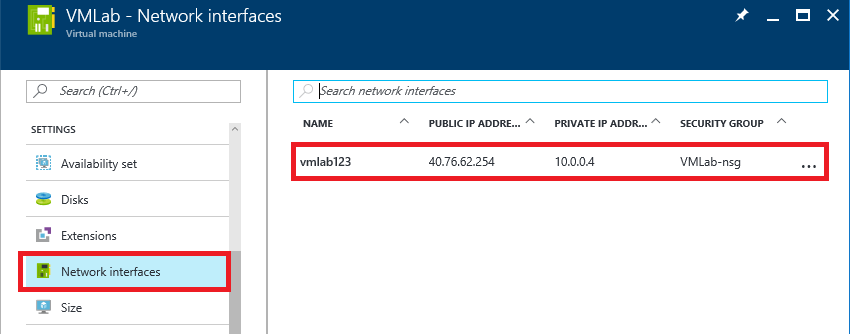 VMLab - Network interfaces
Virtual machine
Search (Ctrl+/)
SETTINGS
Availability set
Disks
Extensions
Network interfaces
Size
Search network interfaces
NAME PUBLIC IP ADDRE... PRIVATE IP ADDR... SECURITY GROUP
vmlab123 40.76.62.254 10.0.0.4 VMLab-nsg ...